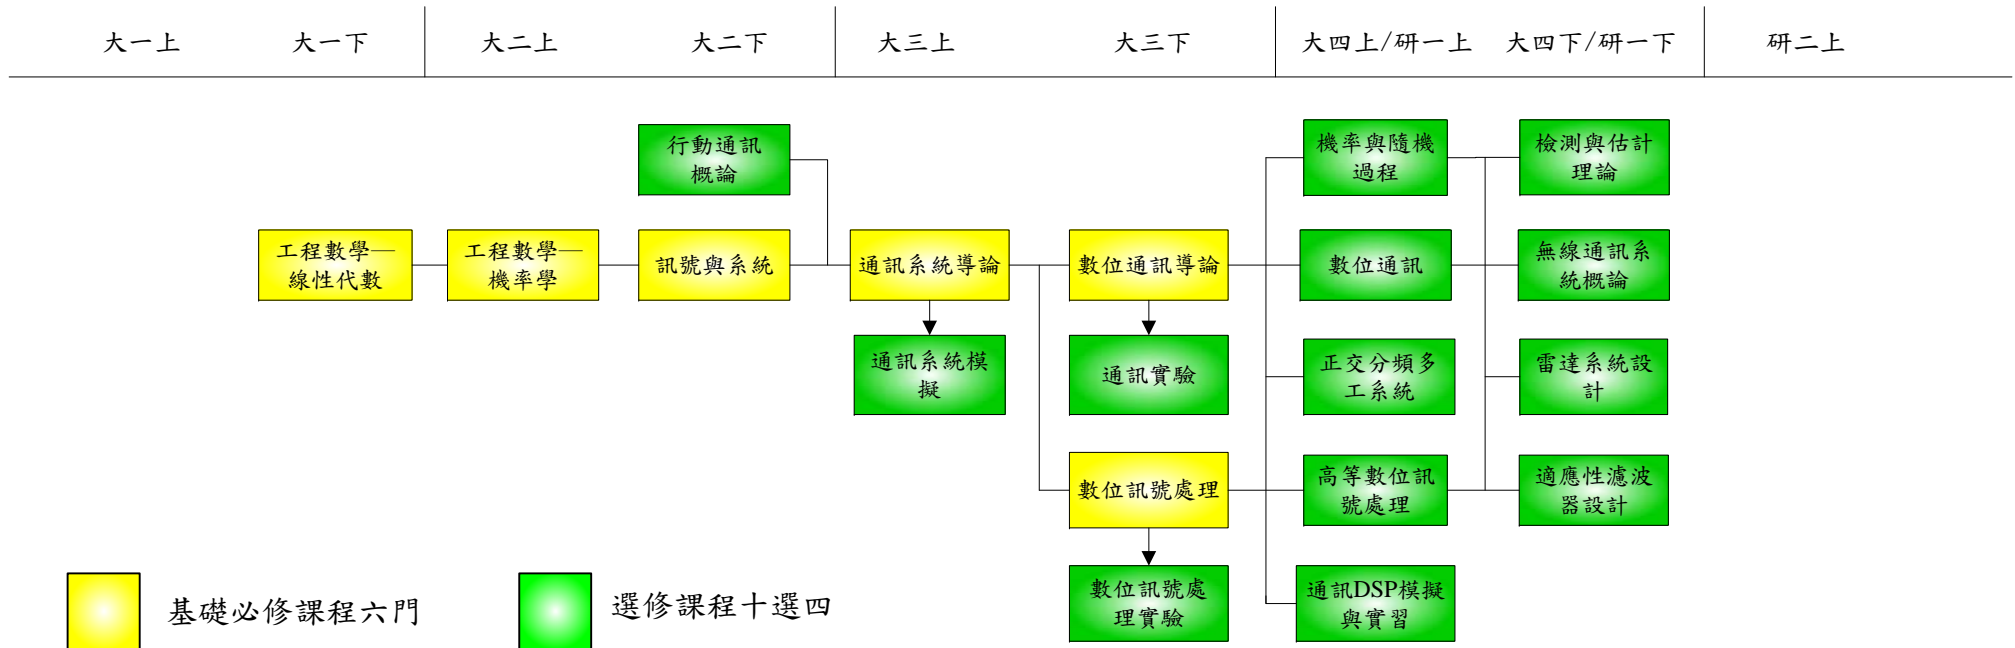 大一上
大一下
大二上
大二下
大三上
大三下
大四上/研一上
大四下/研一下
研二上
行動通訊
概論
機率與隨機
過程
檢測與估計
理論
工程數學—
線性代數
工程數學—
機率學
訊號與系統
通訊系統導論
數位通訊導論
數位通訊
無線通訊系
統概論
通訊系統模
擬
通訊實驗
正交分頻多
工系統
雷達系統設
計
數位訊號處理
高等數位訊
號處理
適應性濾波
器設計
數位訊號處
理實驗
通訊DSP模擬
與實習
基礎必修課程六門
選修課程十選四